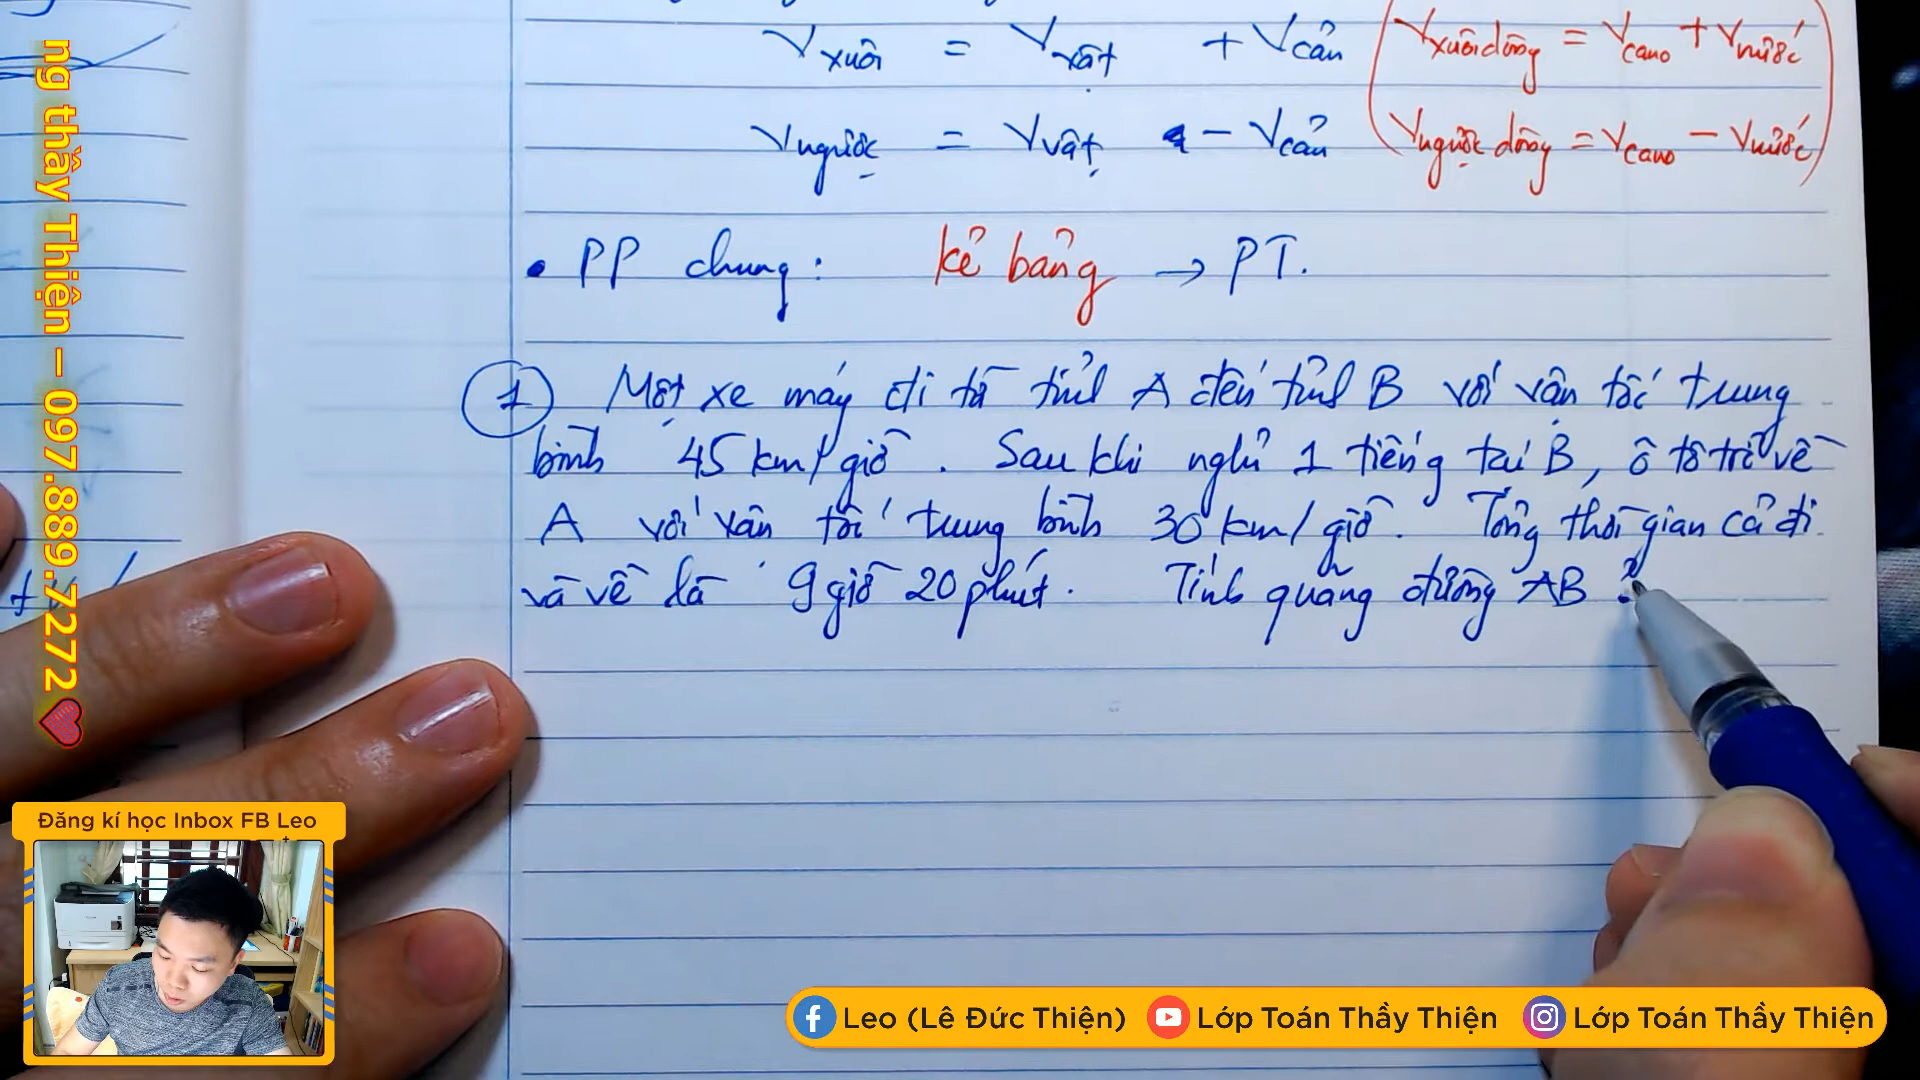 V xuôi = V vật + V cản
V xuôi dòng = V cano + V nước
V ngược = V vật - V cản
V ngược dòng = V cano - V nước
• PP chung: kẻ bảng → PT.
1 Một xe máy đi từ tỉnh A đến tỉnh B với vận tốc trung
bình 45 km/giờ. Sau khi nghỉ 1 tiếng tại B, ô tô trở về
A với vận tốc trung bình 30 km/giờ. Tổng thời gian cả đi
và về là 9 giờ 20 phút. Tính quãng đường AB ?
ng thầy Thiện – 097.889.7272
Đăng kí học Inbox FB Leo
Leo (Lê Đức Thiện) Lớp Toán Thầy Thiện Lớp Toán Thầy Thiện